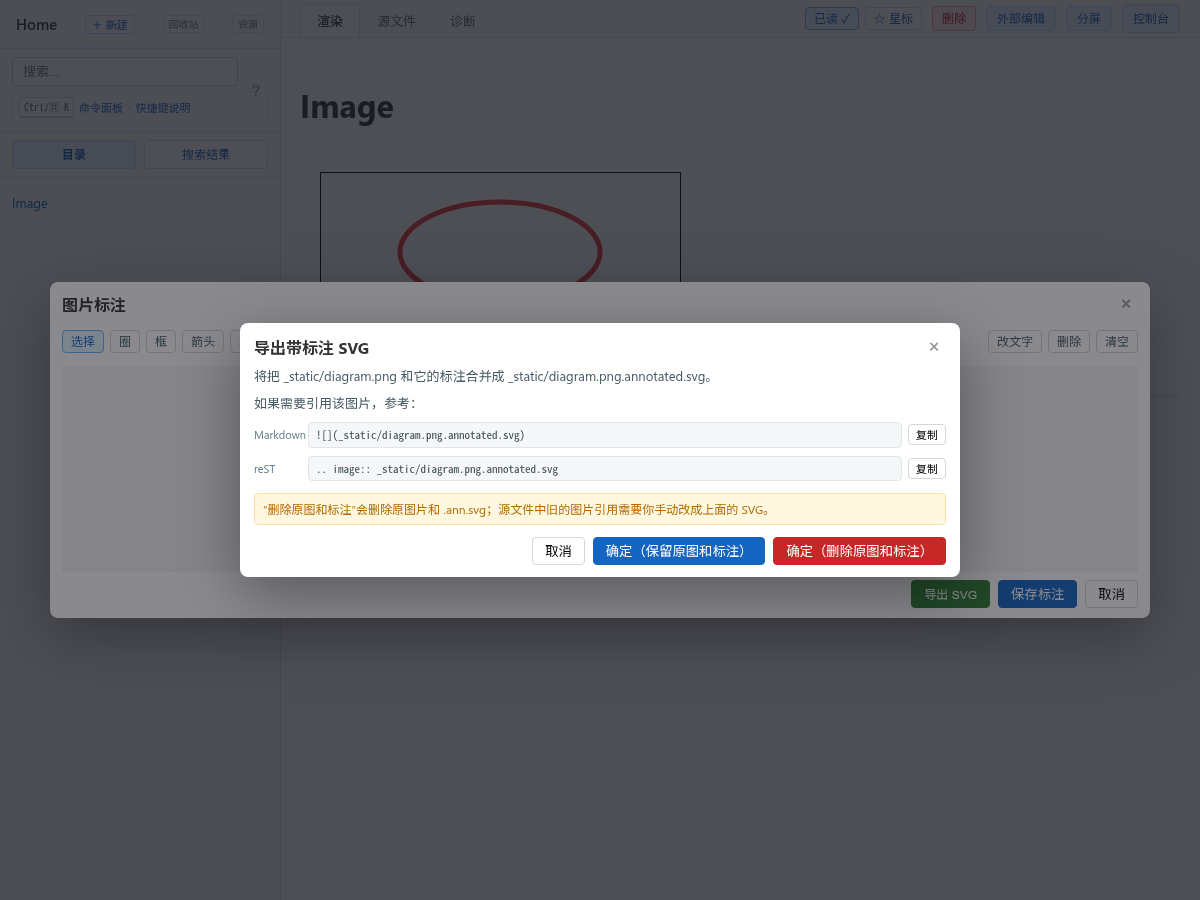 Home
+ 新建
回收站
资源
渲染
源文件
诊断
已读 ✓
☆ 星标
删除
外部编辑
分屏
控制台
搜索...
?
Ctrl/⌘ K 命令面板 · 快捷键说明
目录
搜索结果
Image
Image
图片标注
×
选择
圈
框
箭头
改文字
删除
清空
导出带标注 SVG
×
将把 _static/diagram.png 和它的标注合并成 _static/diagram.png.annotated.svg。
如果需要引用该图片，参考：
Markdown ![](_static/diagram.png.annotated.svg) 复制
reST .. image:: _static/diagram.png.annotated.svg 复制
“删除原图和标注”会删除原图片和 .ann.svg；源文件中旧的图片引用需要你手动改成上面的 SVG。
取消
确定（保留原图和标注）
确定（删除原图和标注）
导出 SVG
保存标注
取消